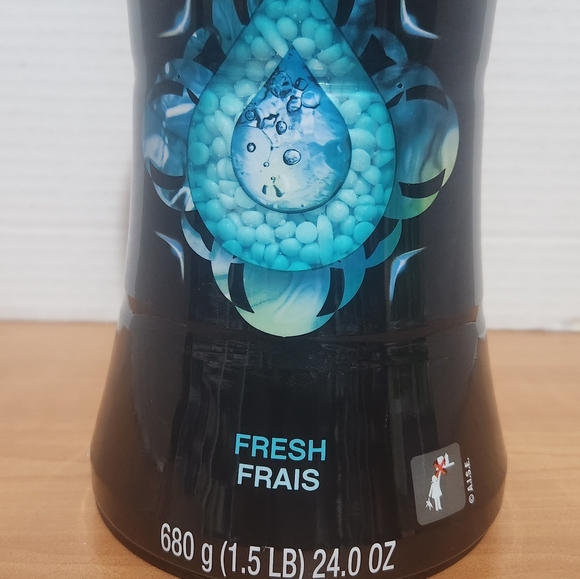 FRESH
FRAIS
© A.I.S.E.
680 g (1.5 LB) 24.0 OZ